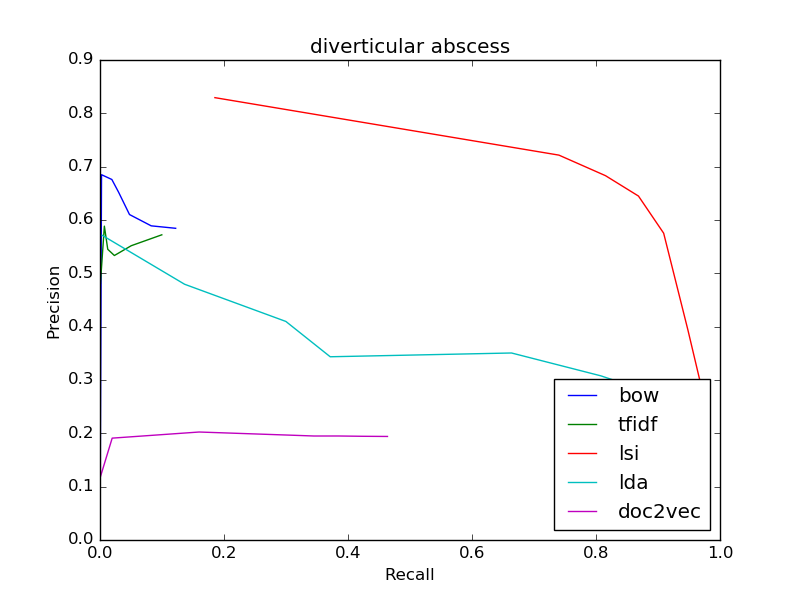 diverticular abscess
0.9
0.8
0.7
0.6
0.5
0.4
0.3
0.2
0.1
0.0
Precision
0.0 0.2 0.4 0.6 0.8 1.0
Recall
bow
tfidf
lsi
lda
doc2vec